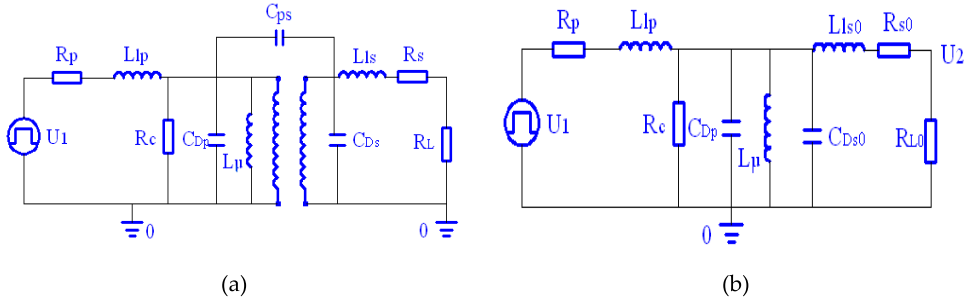 Cps
Rp Llp Lls Rs
U1 Rc CDp Lμ CDs RL
0 0
(a)
Rp Llp Lls0 Rs0 U2
U1 Rc CDp Lμ CDs0 RL0
0
(b)